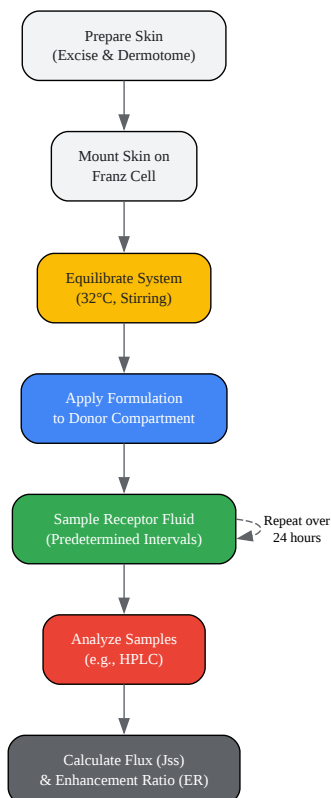 Prepare Skin
(Excise & Dermotome)
Mount Skin on
Franz Cell
Equilibrate System
(32°C, Stirring)
Apply Formulation
to Donor Compartment
Sample Receptor Fluid
(Predetermined Intervals)
Repeat over
24 hours
Analyze Samples
(e.g., HPLC)
Calculate Flux (Jss)
& Enhancement Ratio (ER)